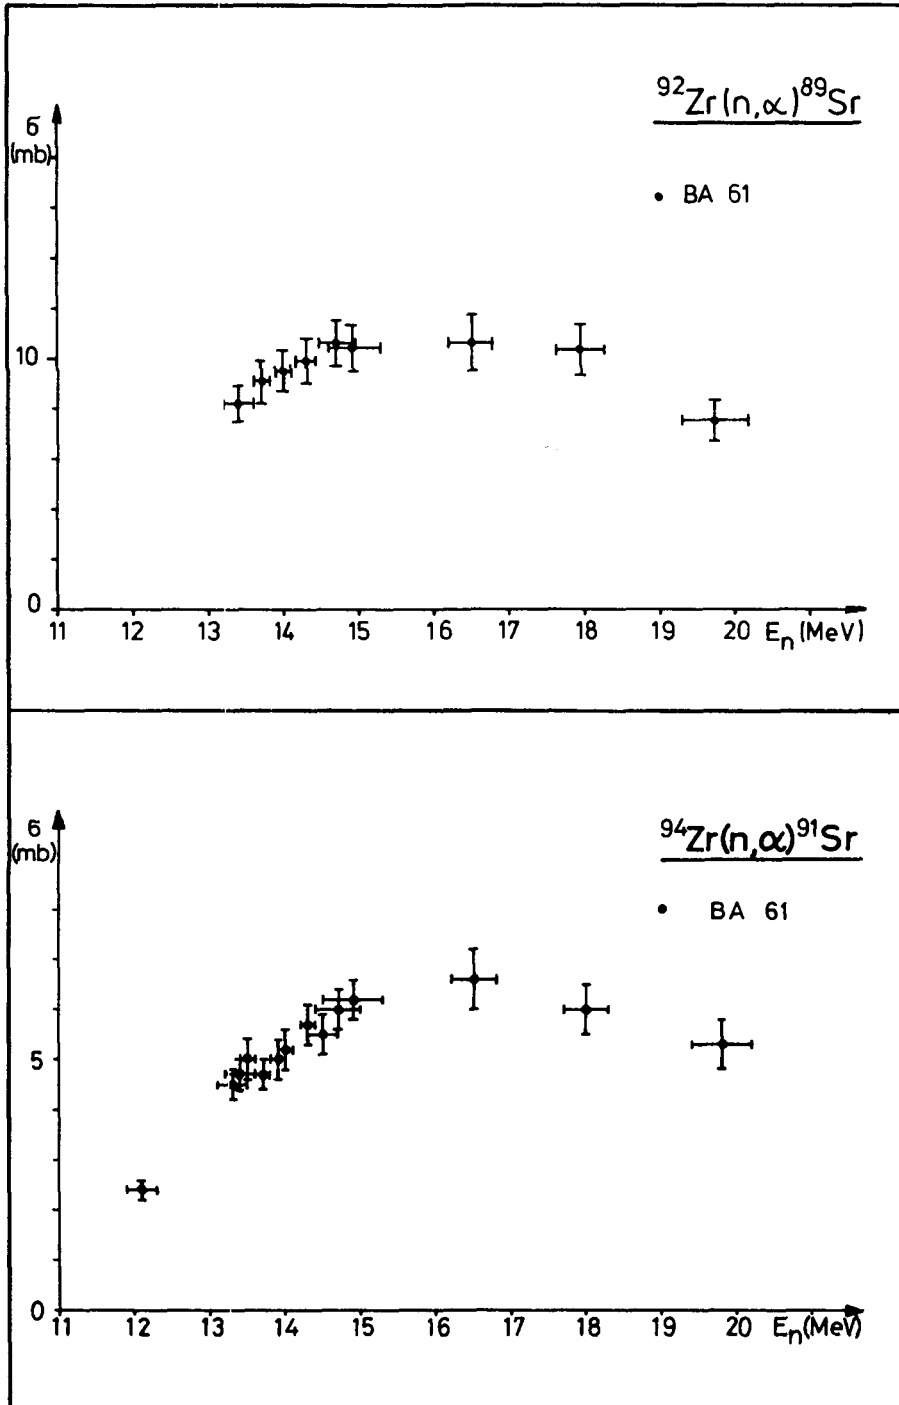 ⁹²Zr(n,α)⁸⁹Sr
• BA 61
б
(mb)
10
0
11 12 13 14 15 16 17 18 19 20 Eₙ(MeV)
⁹⁴Zr(n,α)⁹¹Sr
• BA 61
б
(mb)
5
0
11 12 13 14 15 16 17 18 19 20 Eₙ(MeV)